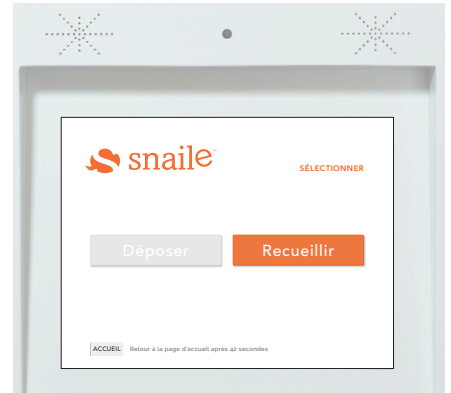 snaile™
SÉLECTIONNER
Déposer
Recueillir
ACCUEIL Retour à la page d'accueil après 42 secondes